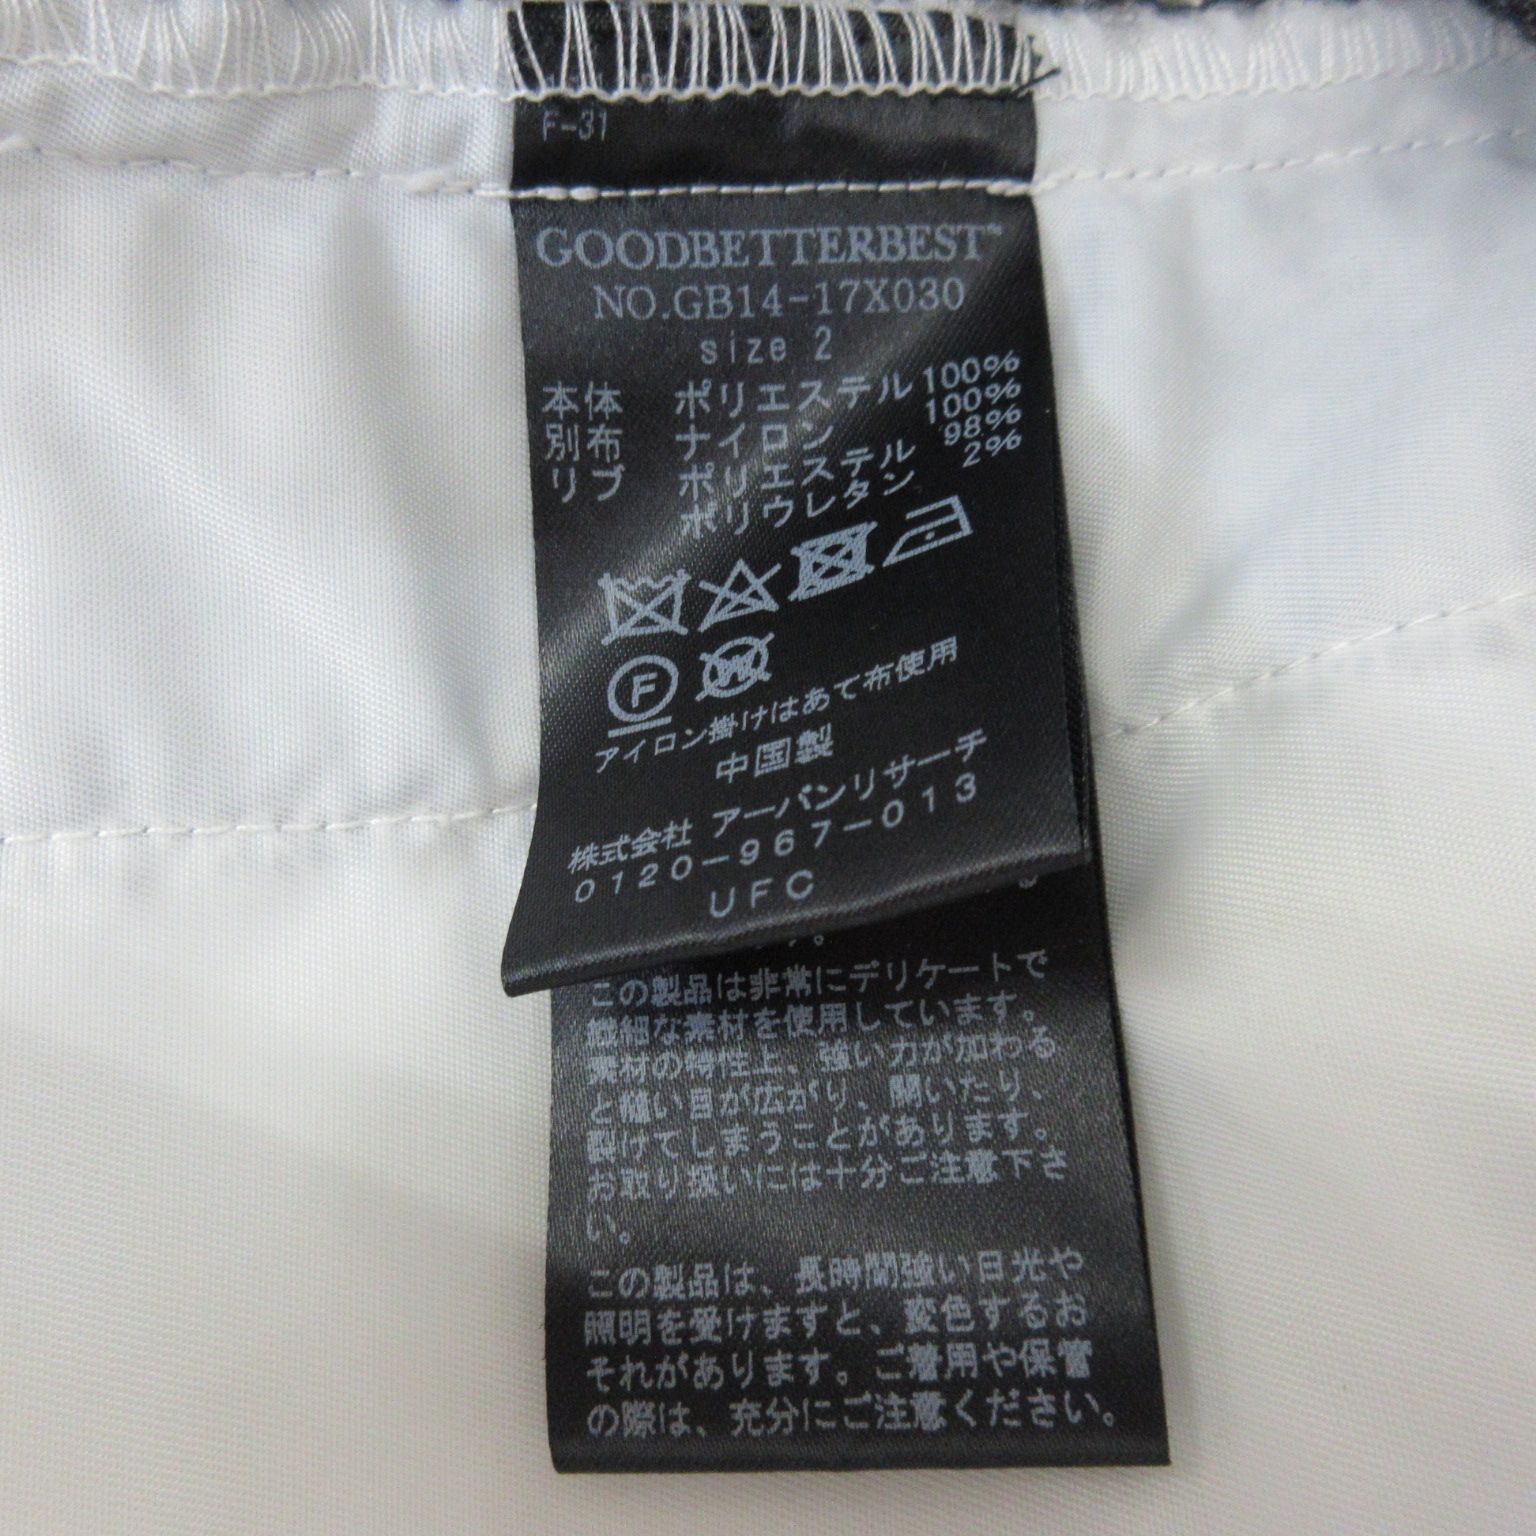 F-31
GOODBETTERBEST™
NO.GB14-17X030
size 2
本体 ポリエステル 100%
別布 ナイロン 100%
リブ ポリエステル 98%
ポリウレタン 2%
F W
アイロン掛けはあて布使用
中国製
株式会社 アーバンリサーチ
0120-967-013
UFC
この製品は非常にデリケートで
繊細な素材を使用しています。
素材の特性上、強い力が加わる
と縫い目が広がり、開いたり、
裂けてしまうことがあります。
お取り扱いには十分ご注意下さ
い。
この製品は、長時間強い日光や
照明を受けますと、変色するお
それがあります。ご着用や保管
の際は、充分にご注意ください。